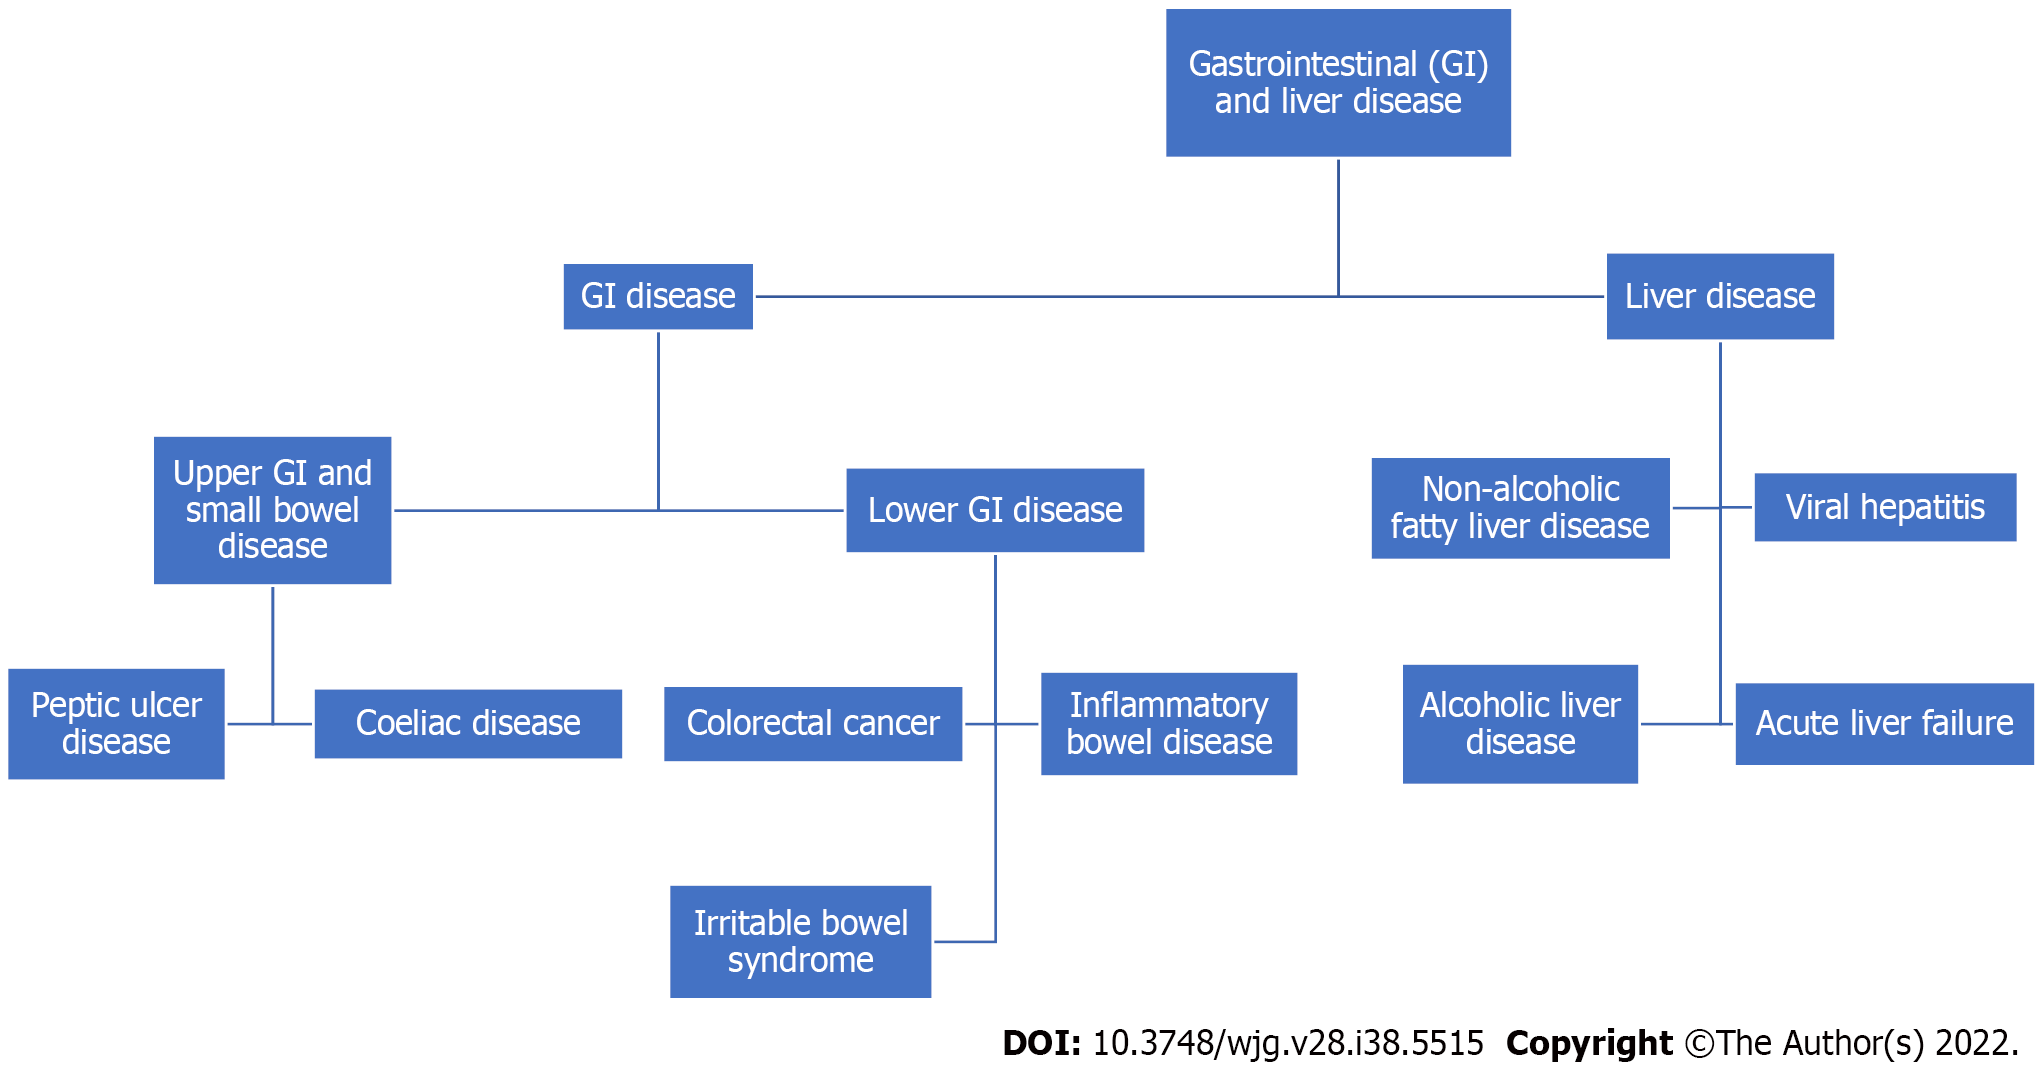 Gastrointestinal (GI)
and liver disease
GI disease
Liver disease
Upper GI and
small bowel
disease
Lower GI disease
Non-alcoholic
fatty liver disease
Viral hepatitis
Peptic ulcer
disease
Coeliac disease
Colorectal cancer
Inflammatory
bowel disease
Alcoholic liver
disease
Acute liver failure
Irritable bowel
syndrome
DOI: 10.3748/wjg.v28.i38.5515 Copyright ©The Author(s) 2022.